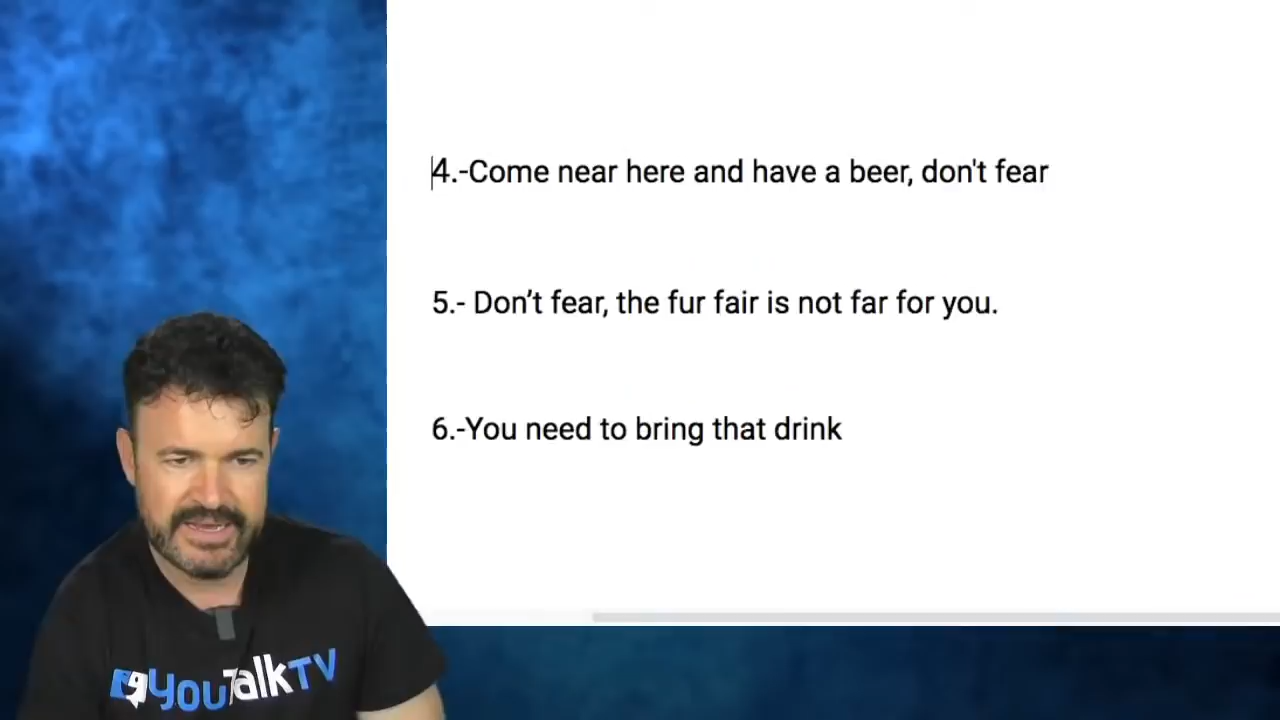 4.-Come near here and have a beer, don't fear
5.- Don’t fear, the fur fair is not far for you.
6.-You need to bring that drink
YouTalkTV